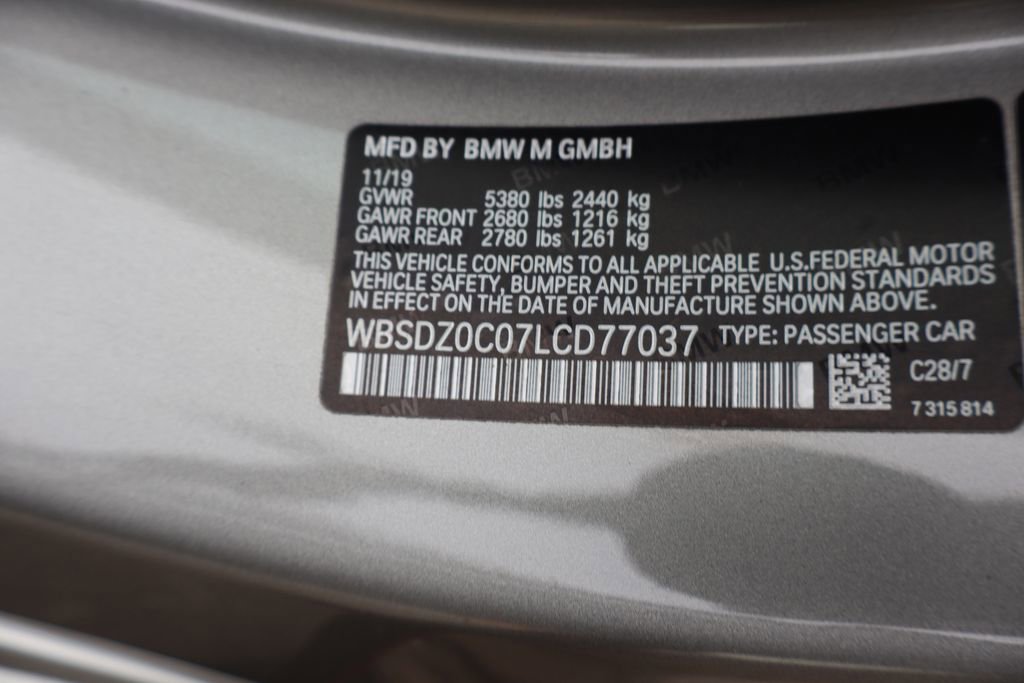 MFD BY BMW M GMBH
11/19
GVWR 5380 lbs 2440 kg
GAWR FRONT 2680 lbs 1216 kg
GAWR REAR 2780 lbs 1261 kg
THIS VEHICLE CONFORMS TO ALL APPLICABLE U.S.FEDERAL MOTOR
VEHICLE SAFETY, BUMPER AND THEFT PREVENTION STANDARDS
IN EFFECT ON THE DATE OF MANUFACTURE SHOWN ABOVE.
WBSDZ0C07LCD77037 TYPE: PASSENGER CAR
C28/7
7 315 814